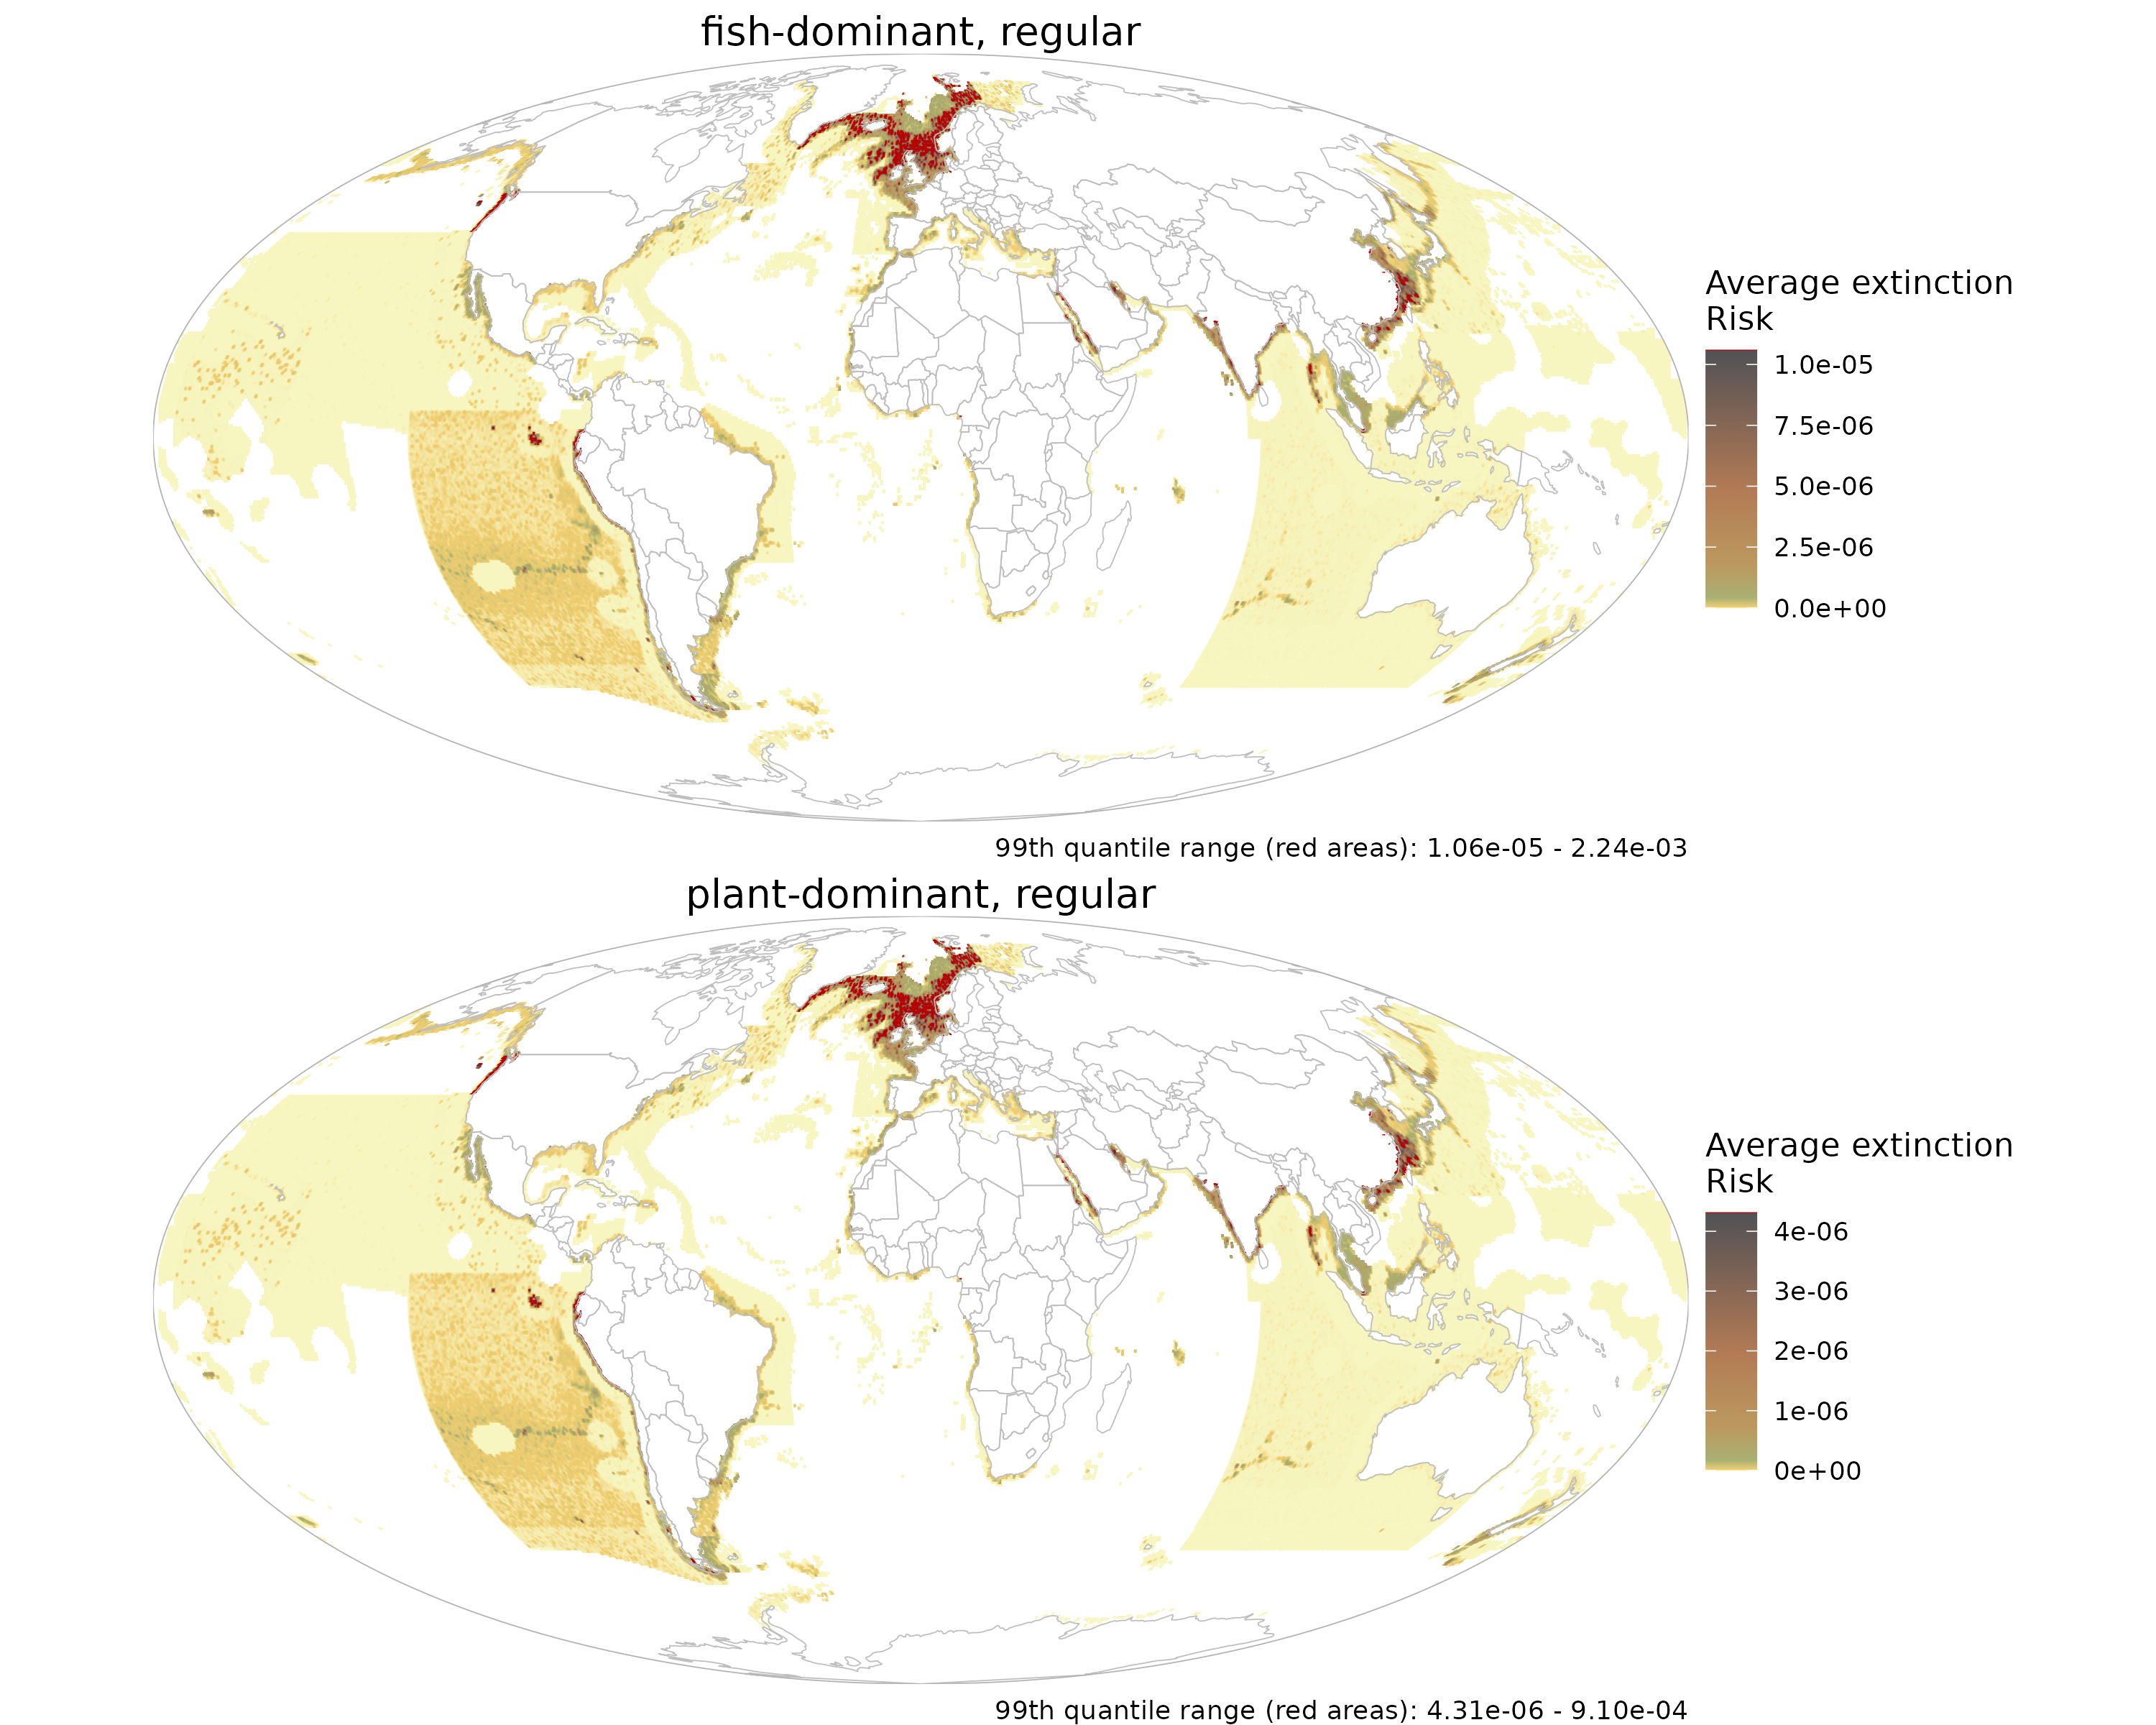 fish-dominant, regular
Average extinction
Risk
1.0e-05
7.5e-06
5.0e-06
2.5e-06
0.0e+00
99th quantile range (red areas): 1.06e-05 - 2.24e-03
plant-dominant, regular
Average extinction
Risk
4e-06
3e-06
2e-06
1e-06
0e+00
99th quantile range (red areas): 4.31e-06 - 9.10e-04